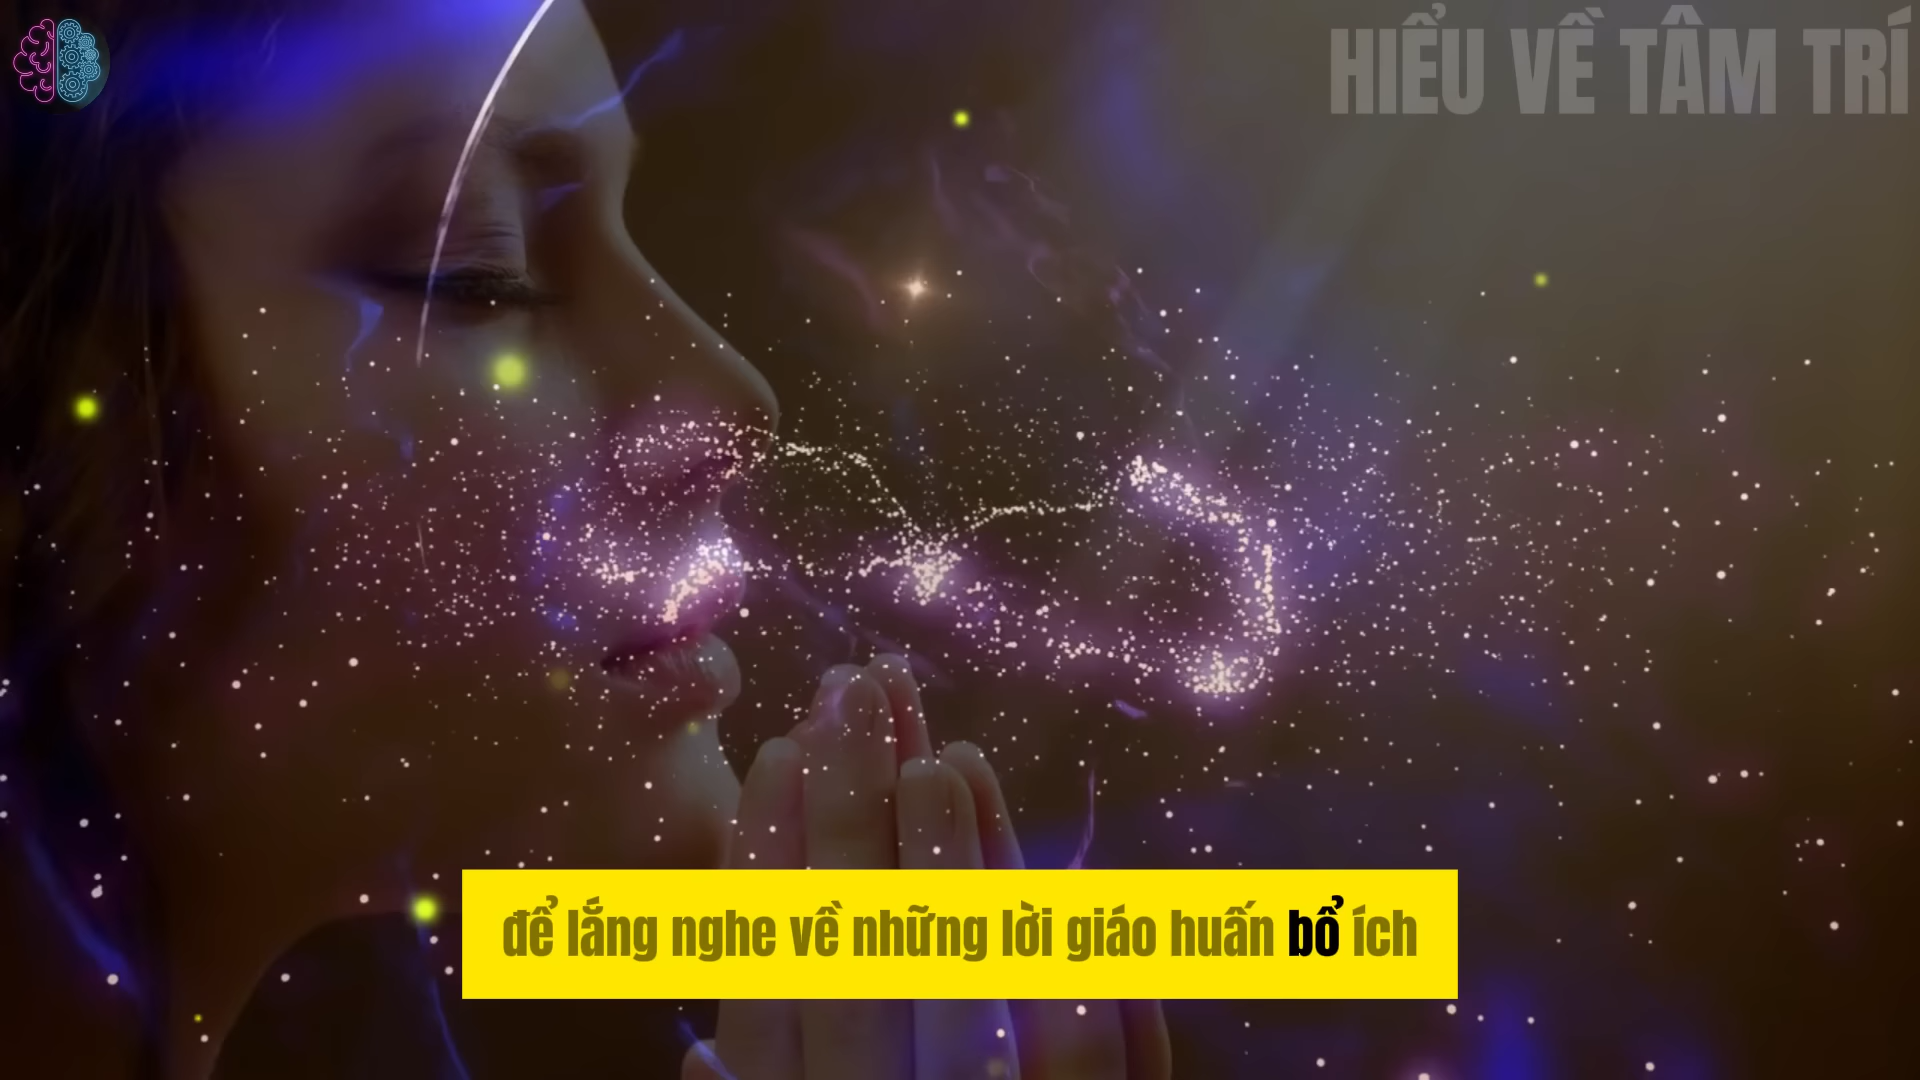 HIỂU VỀ TÂM TRÍ
để lắng nghe về những lời giáo huấn bổ ích